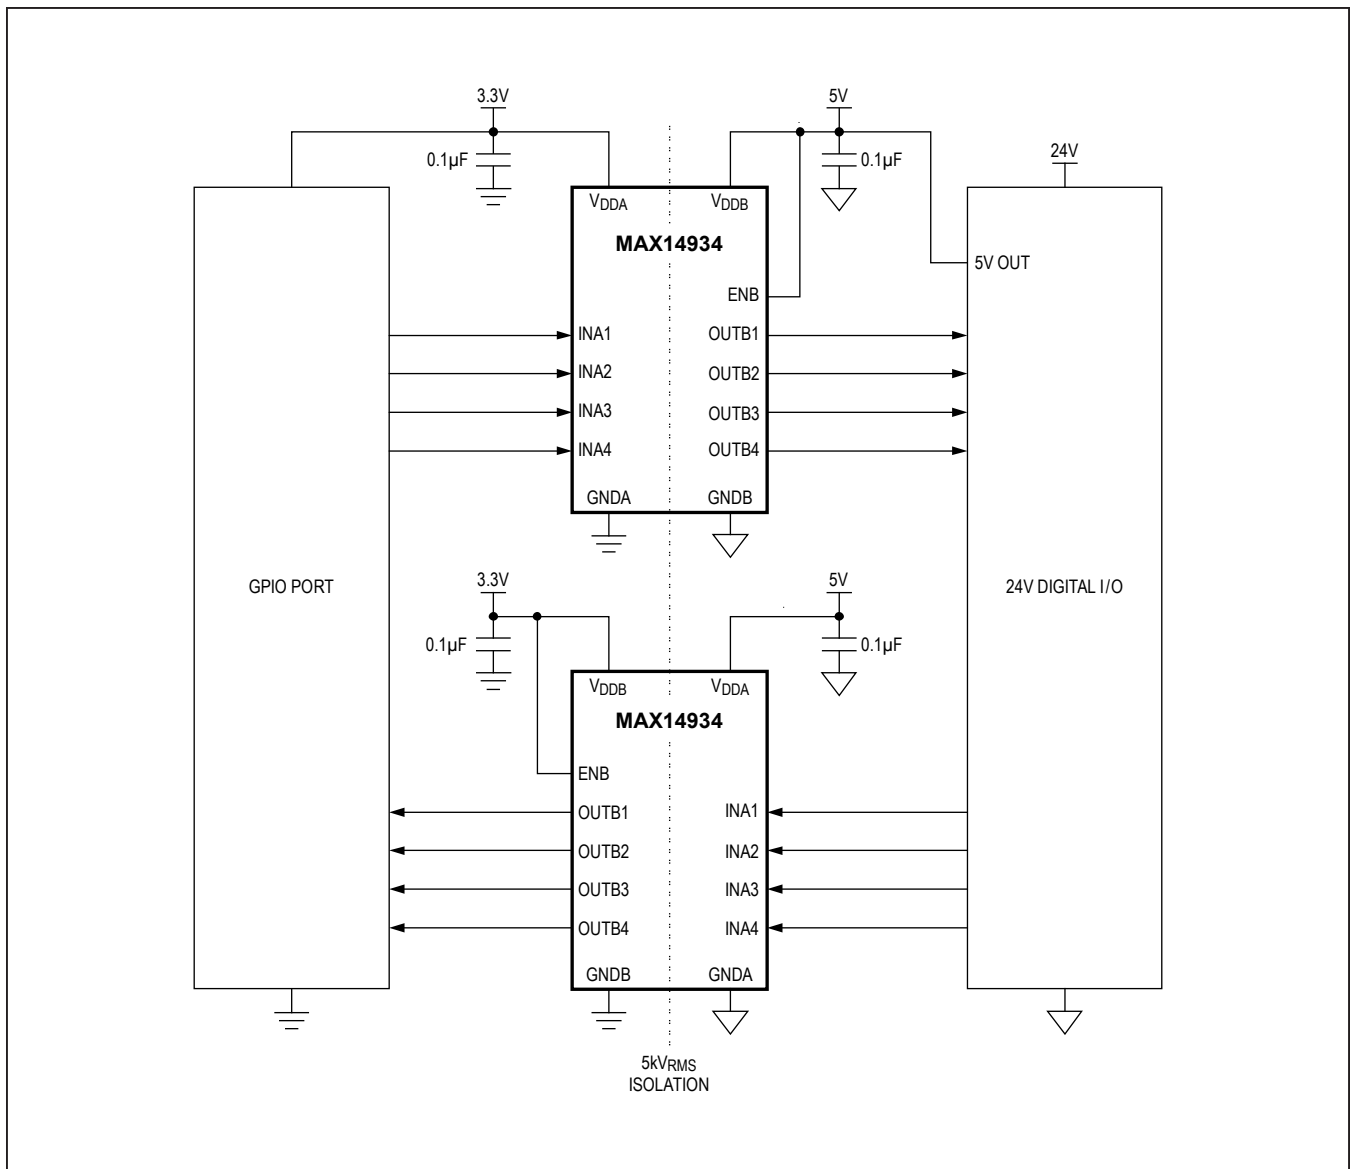 3.3V
5V
0.1µF
0.1µF
24V
VDDA
VDDB
MAX14934
5V OUT
ENB
INA1
OUTB1
INA2
OUTB2
INA3
OUTB3
INA4
OUTB4
GNDA
GNDB
GPIO PORT
24V DIGITAL I/O
3.3V
5V
0.1µF
0.1µF
VDDB
VDDA
MAX14934
ENB
OUTB1
INA1
OUTB2
INA2
OUTB3
INA3
OUTB4
INA4
GNDB
GNDA
5kVRMS
ISOLATION